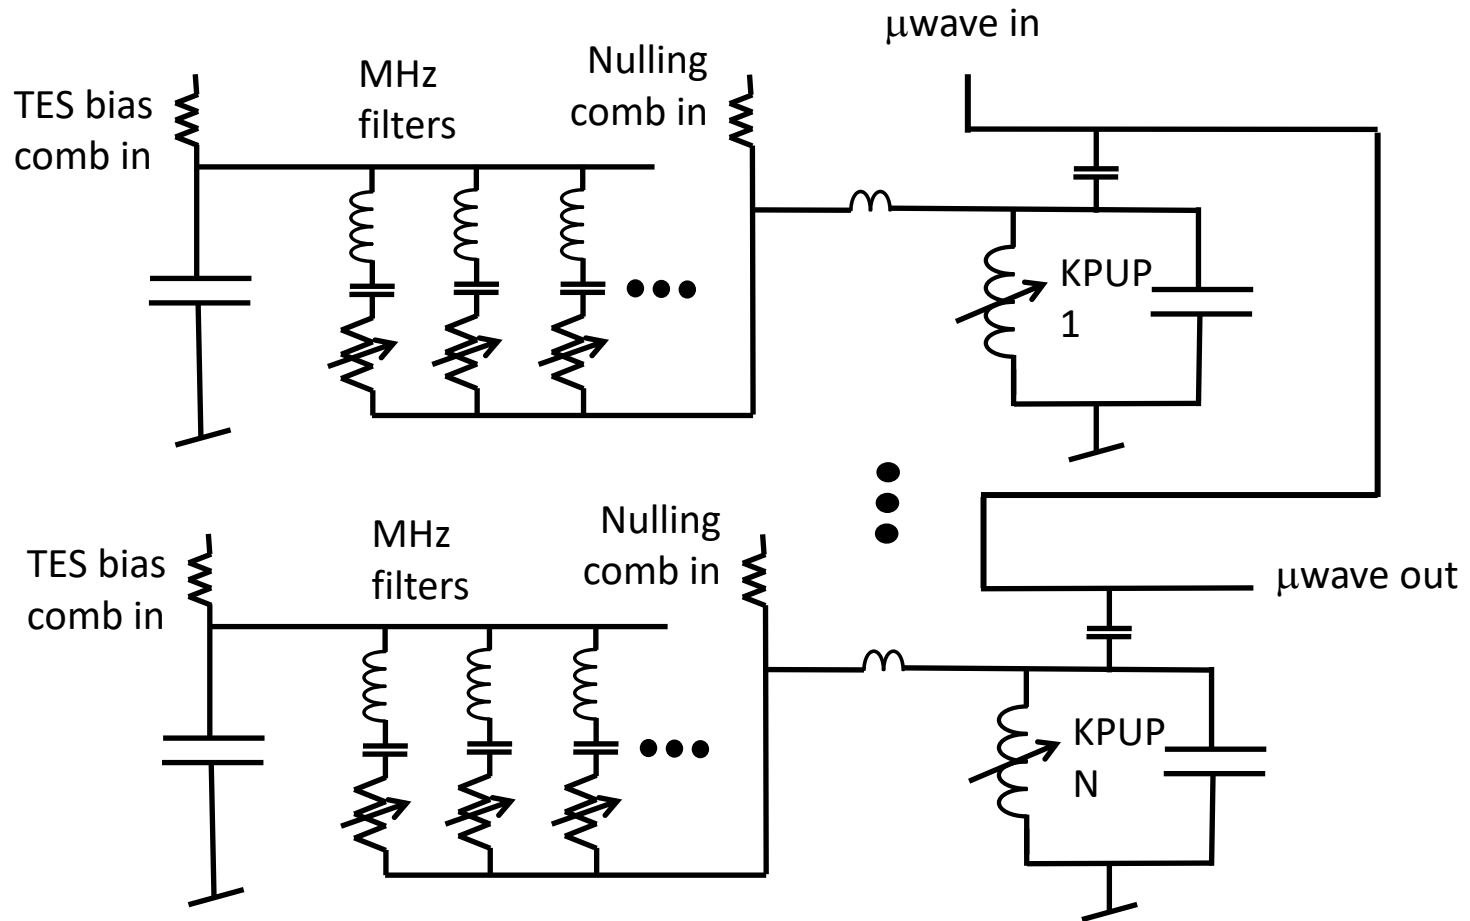 μwave in
TES bias
comb in
MHz
filters
Nulling
comb in
KPUP
1
TES bias
comb in
MHz
filters
Nulling
comb in
μwave out
KPUP
N